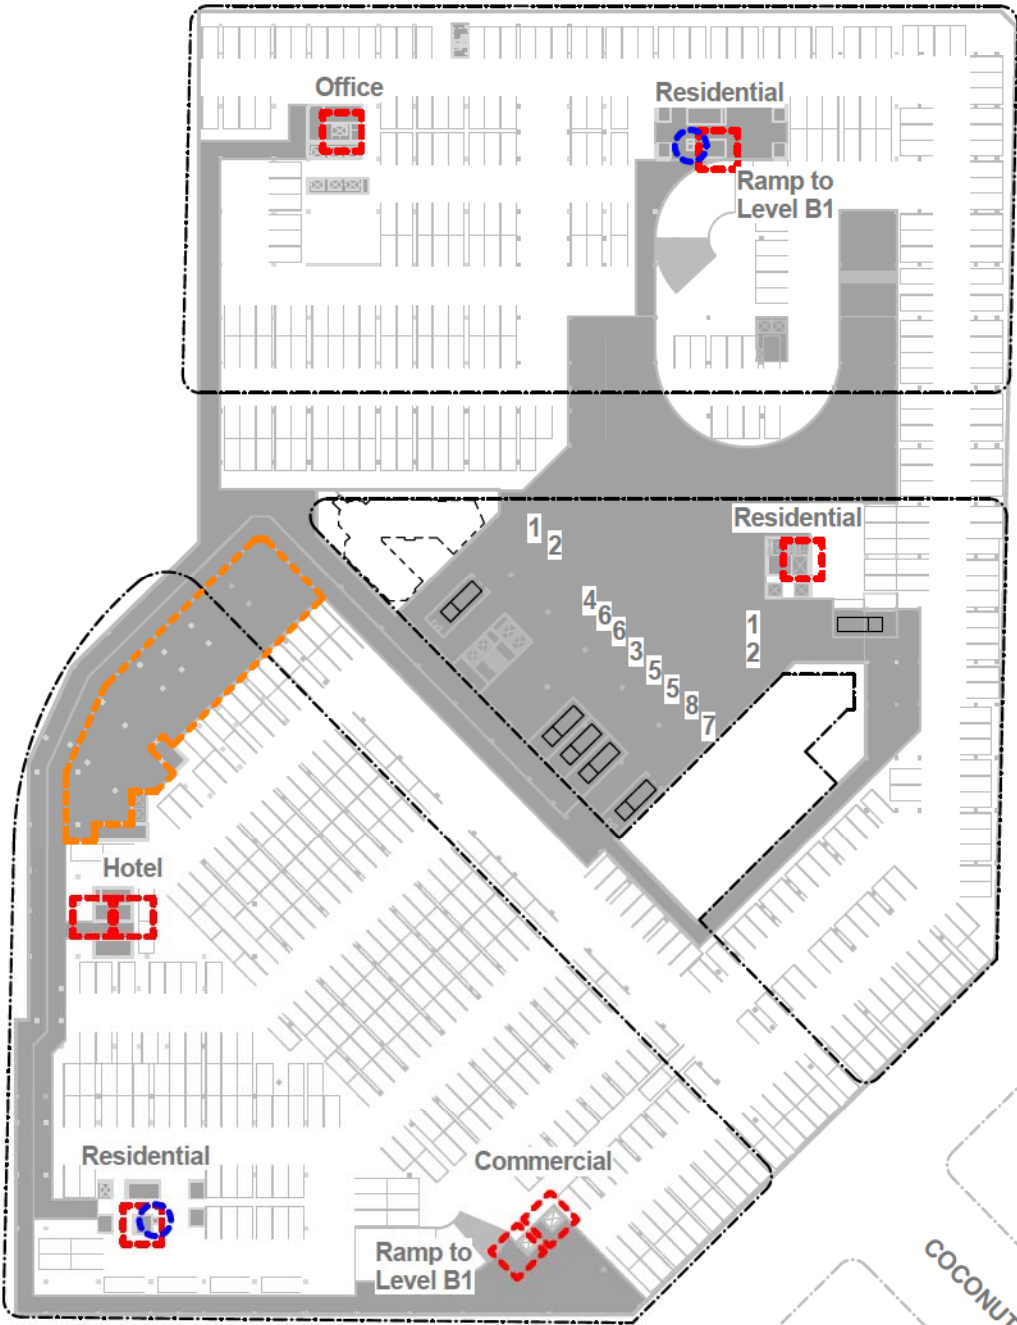 Office
Residential
Ramp to
Level B1
Residential
1
2
4
6
6
3
5
5
8
7
1
2
Hotel
Residential
Commercial
Ramp to
Level B1
COCONUT